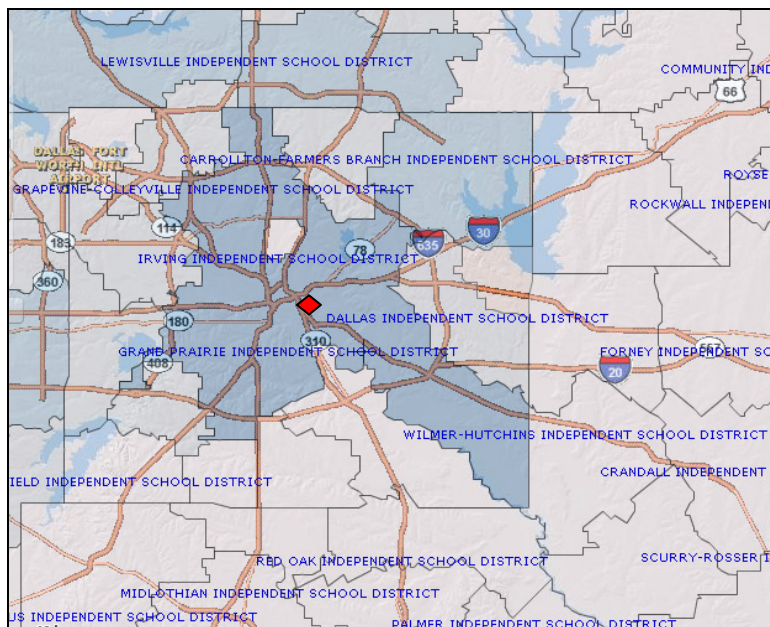 LEWISVILLE INDEPENDENT SCHOOL DISTRICT
COMMUNITY IND
66
DALLAS FORT
WORTH INTL
AIRPORT
CARROLLTON-FARMERS BRANCH INDEPENDENT SCHOOL DISTRICT
GRAPEVINE-COLLEYVILLE INDEPENDENT SCHOOL DISTRICT
ROYSE
ROCKWALL INDEPEN
114
30
183
635
78
IRVING INDEPENDENT SCHOOL DISTRICT
360
DALLAS INDEPENDENT SCHOOL DISTRICT
180
310
GRAND PRAIRIE INDEPENDENT SCHOOL DISTRICT
FORNEY INDEPENDENT SC
557
408
20
WILMER-HUTCHINS INDEPENDENT SCHOOL DISTRICT
CRANDALL INDEPENDENT
IELD INDEPENDENT SCHOOL DISTRICT
RED OAK INDEPENDENT SCHOOL DISTRICT
SCURRY-ROSSER I
MIDLOTHIAN INDEPENDENT SCHOOL DISTRICT
US INDEPENDENT SCHOOL DISTRICT
PALMER INDEPENDENT SCHOOL DISTRICT